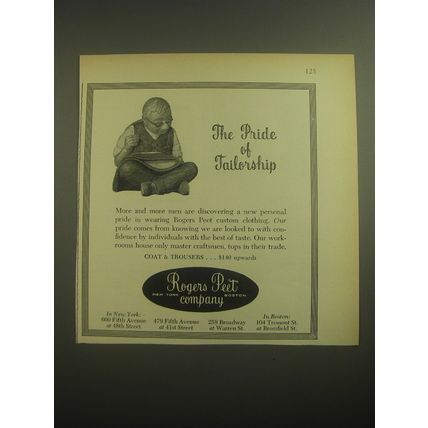 125
The Pride
of
Tailorship
More and more men are discovering a new personal
pride in wearing Rogers Peet custom clothing. Our
pride comes from knowing we are looked to with con-
fidence by individuals with the best of taste. Our work-
rooms house only master craftsmen, tops in their trade.
COAT & TROUSERS . . . $140 upwards
Rogers Peet
NEW YORK BOSTON
company
In New York:
600 Fifth Avenue
at 48th Street
479 Fifth Avenue
at 41st Street
258 Broadway
at Warren St.
In Boston:
104 Tremont St.
at Bromfield St.